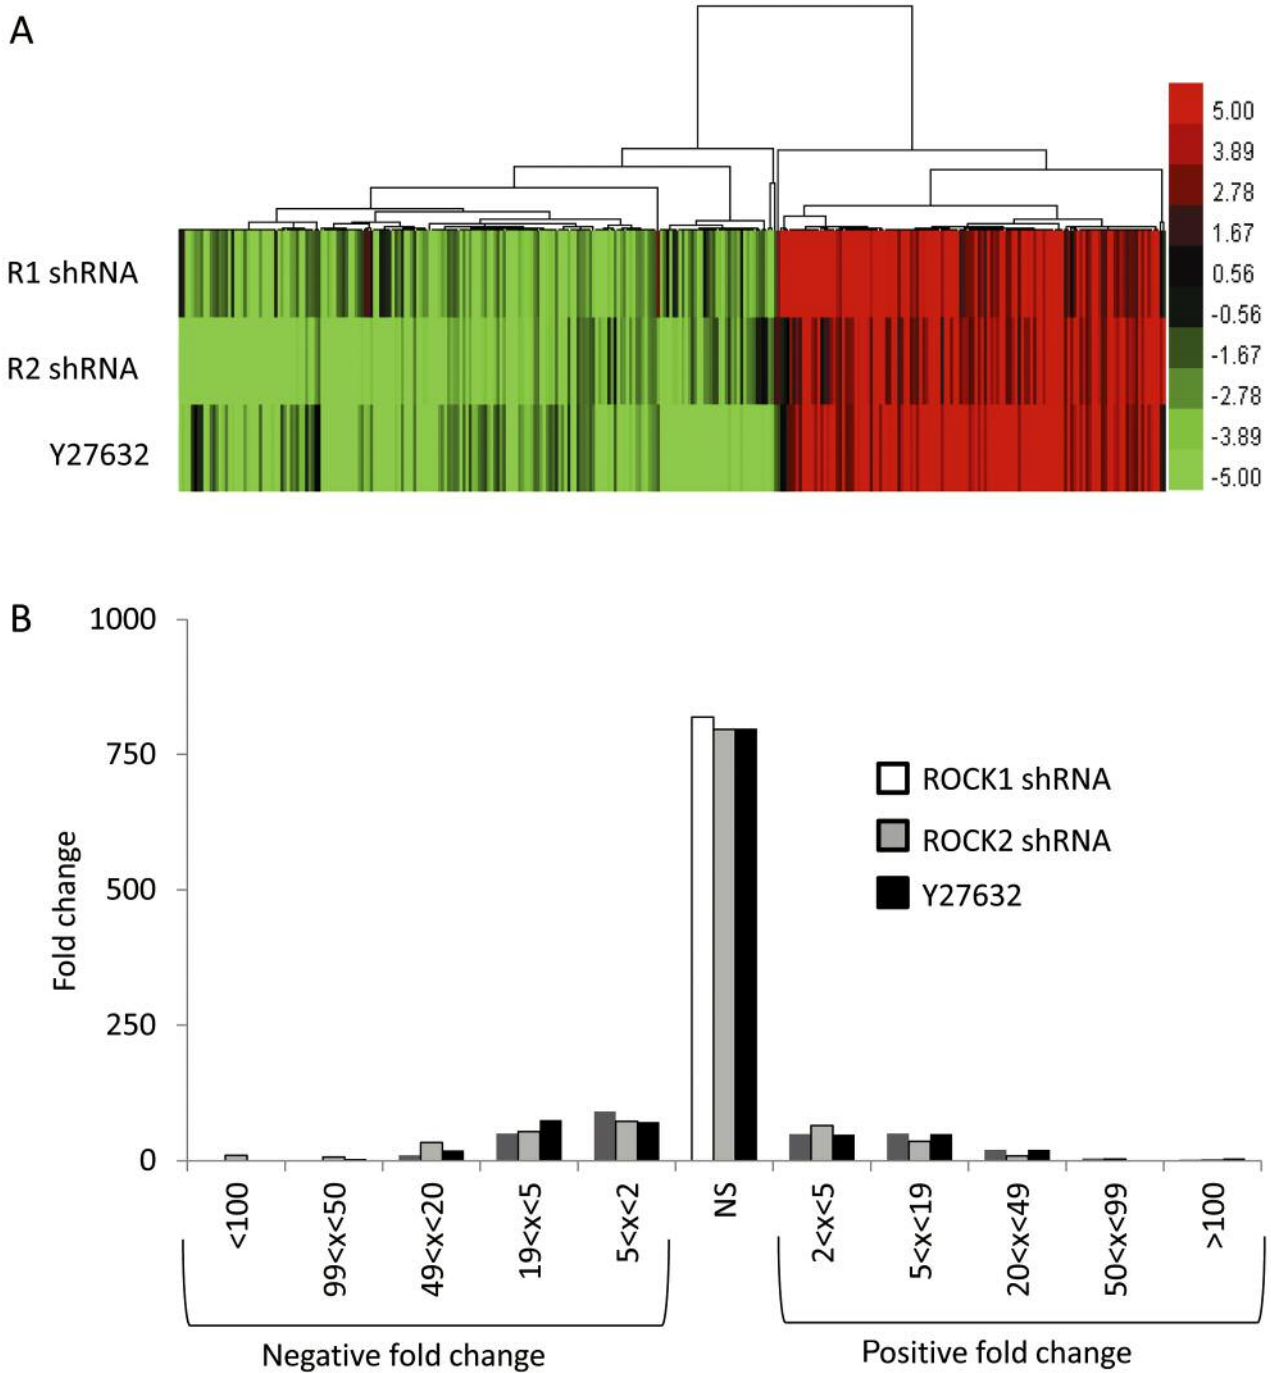 A
5.00
3.89
2.78
1.67
0.56
-0.56
-1.67
-2.78
-3.89
-5.00
R1 shRNA
R2 shRNA
Y27632
B
1000
750
500
250
0
Fold change
ROCK1 shRNA
ROCK2 shRNA
Y27632
<100
99<x<50
49<x<20
19<x<5
5<x<2
NS
2<x<5
5<x<19
20<x<49
50<x<99
>100
Negative fold change
Positive fold change